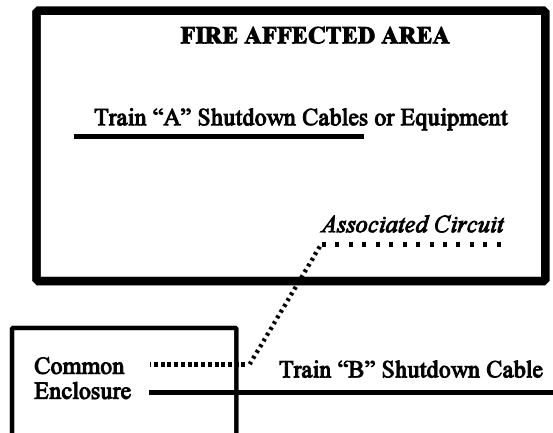 FIRE AFFECTED AREA
Train “A” Shutdown Cables or Equipment
Associated Circuit
Common
Enclosure
Train “B” Shutdown Cable